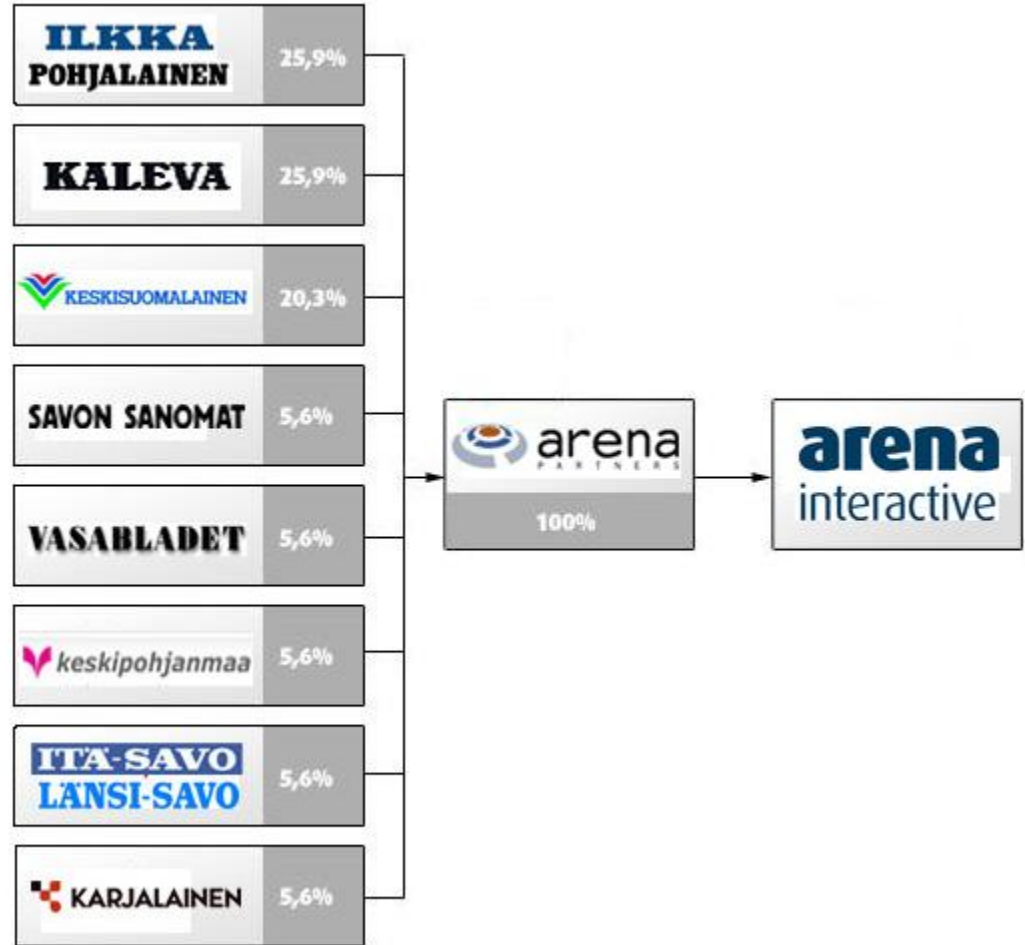 ILKKA
POHJALAINEN
25,9%
KALEVA
25,9%
KESKISUOMALAINEN
20,3%
SAVON SANOMAT
5,6%
VASABLADET
5,6%
keskipohjanmaa
5,6%
ITÄ-SAVO
LÄNSI-SAVO
5,6%
KARJALAINEN
5,6%
arena
PARTNERS
100%
arena
interactive